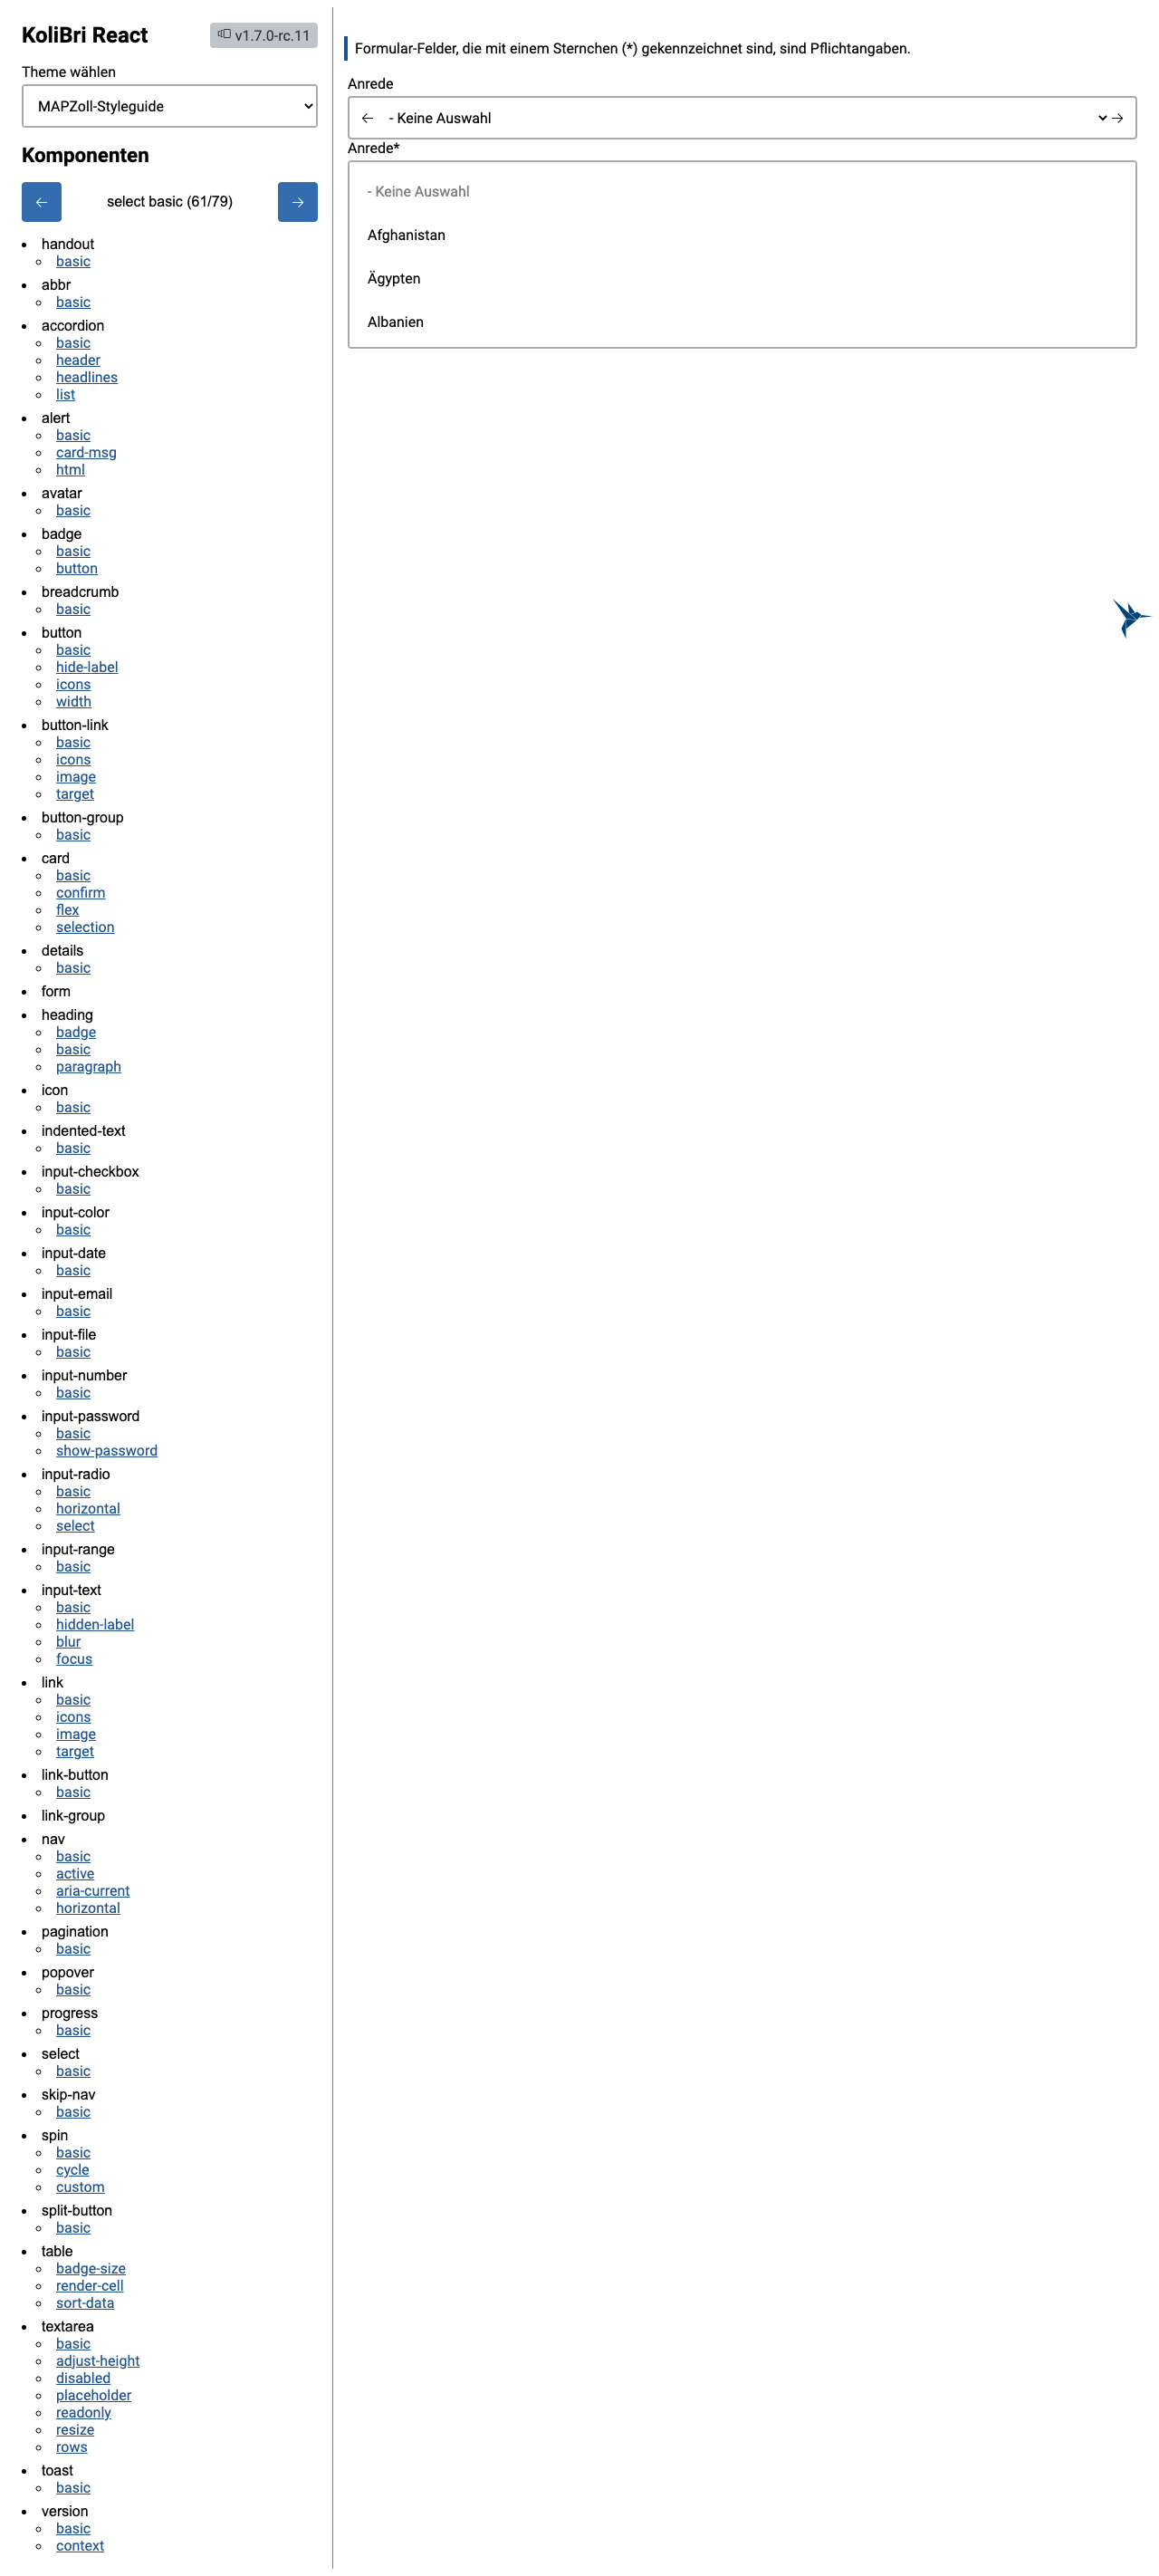 KoliBri React
v1.7.0-rc.11
Theme wählen
MAPZoll-Styleguide
Komponenten
← select basic (61/79) →
handout
basic
abbr
basic
accordion
basic
header
headlines
list
alert
basic
card-msg
html
avatar
basic
badge
basic
button
breadcrumb
basic
button
basic
hide-label
icons
width
button-link
basic
icons
image
target
button-group
basic
card
basic
confirm
flex
selection
details
basic
form
heading
badge
basic
paragraph
icon
basic
indented-text
basic
input-checkbox
basic
input-color
basic
input-date
basic
input-email
basic
input-file
basic
input-number
basic
input-password
basic
show-password
input-radio
basic
horizontal
select
input-range
basic
input-text
basic
hidden-label
blur
focus
link
basic
icons
image
target
link-button
basic
link-group
nav
basic
active
aria-current
horizontal
pagination
basic
popover
basic
progress
basic
select
basic
skip-nav
basic
spin
basic
cycle
custom
split-button
basic
table
badge-size
render-cell
sort-data
textarea
basic
adjust-height
disabled
placeholder
readonly
resize
rows
toast
basic
version
basic
context
Formular-Felder, die mit einem Sternchen (*) gekennzeichnet sind, sind Pflichtangaben.
Anrede
← - Keine Auswahl →
Anrede*
- Keine Auswahl
Afghanistan
Ägypten
Albanien